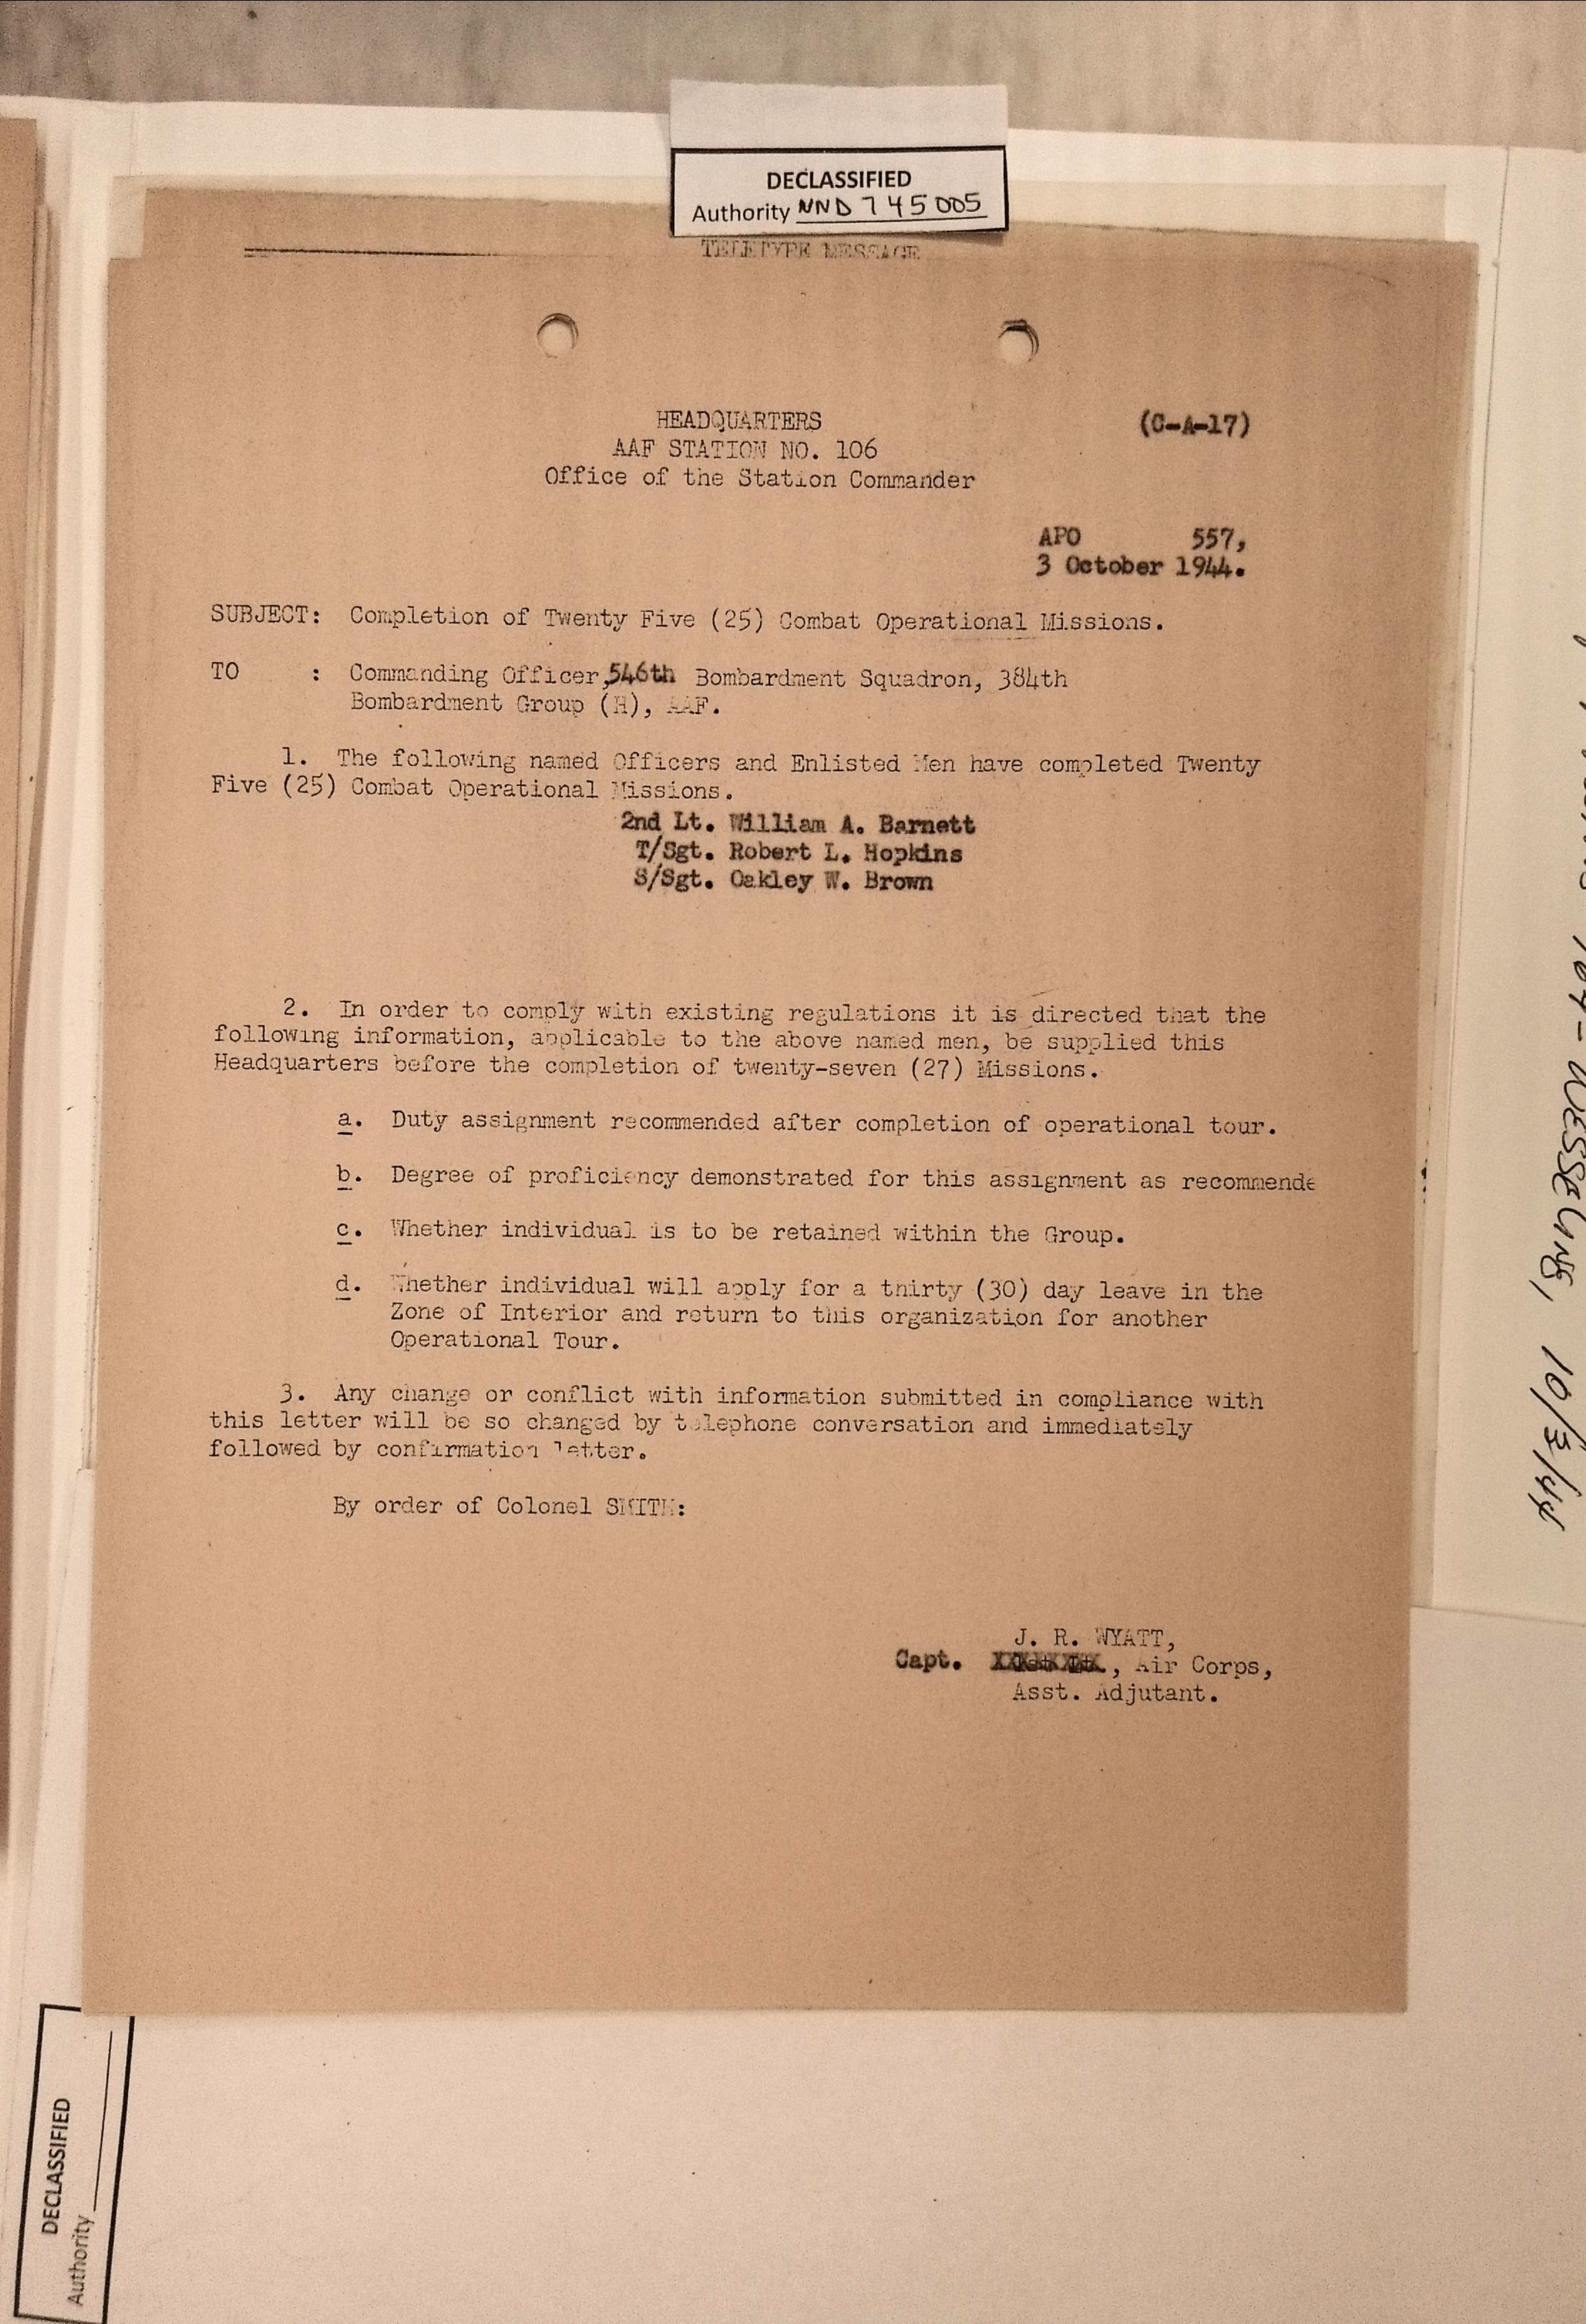 DECLASSIFIED
Authority NND 745005
TELETYPE MESSAGE
HEADQUARTERS (C-A-17)
AAF STATION NO. 106
Office of the Station Commander
APO 557,
3 October 1944.
SUBJECT: Completion of Twenty Five (25) Combat Operational Missions.
TO : Commanding Officer, 546th Bombardment Squadron, 384th
Bombardment Group (H), AAF.
1. The following named Officers and Enlisted Men have completed Twenty
Five (25) Combat Operational Missions.
2nd Lt. William A. Barnett
T/Sgt. Robert L. Hopkins
S/Sgt. Oakley W. Brown
2. In order to comply with existing regulations it is directed that the
following information, applicable to the above named men, be supplied this
Headquarters before the completion of twenty-seven (27) Missions.
a. Duty assignment recommended after completion of operational tour.
b. Degree of proficiency demonstrated for this assignment as recommende
c. Whether individual is to be retained within the Group.
d. Whether individual will apply for a thirty (30) day leave in the
Zone of Interior and return to this organization for another
Operational Tour.
3. Any change or conflict with information submitted in compliance with
this letter will be so changed by telephone conversation and immediately
followed by confirmation letter.
By order of Colonel SMITH:
J. R. WYATT,
Capt. 1st Lt., Air Corps,
Asst. Adjutant.
WESSELING, 10/3/44
DECLASSIFIED
Authority